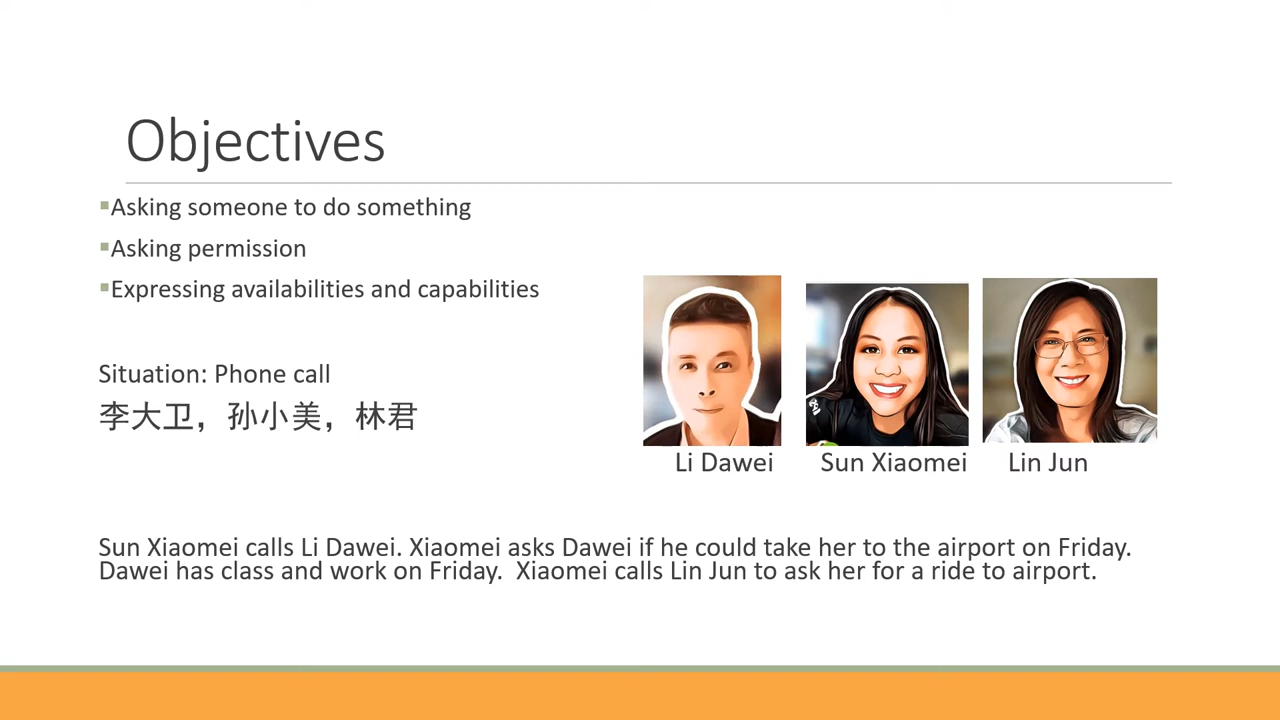 Objectives
▪Asking someone to do something
▪Asking permission
▪Expressing availabilities and capabilities
Situation: Phone call
李大卫，孙小美，林君
Li Dawei
Sun Xiaomei
Lin Jun
Sun Xiaomei calls Li Dawei. Xiaomei asks Dawei if he could take her to the airport on Friday.
Dawei has class and work on Friday.  Xiaomei calls Lin Jun to ask her for a ride to airport.